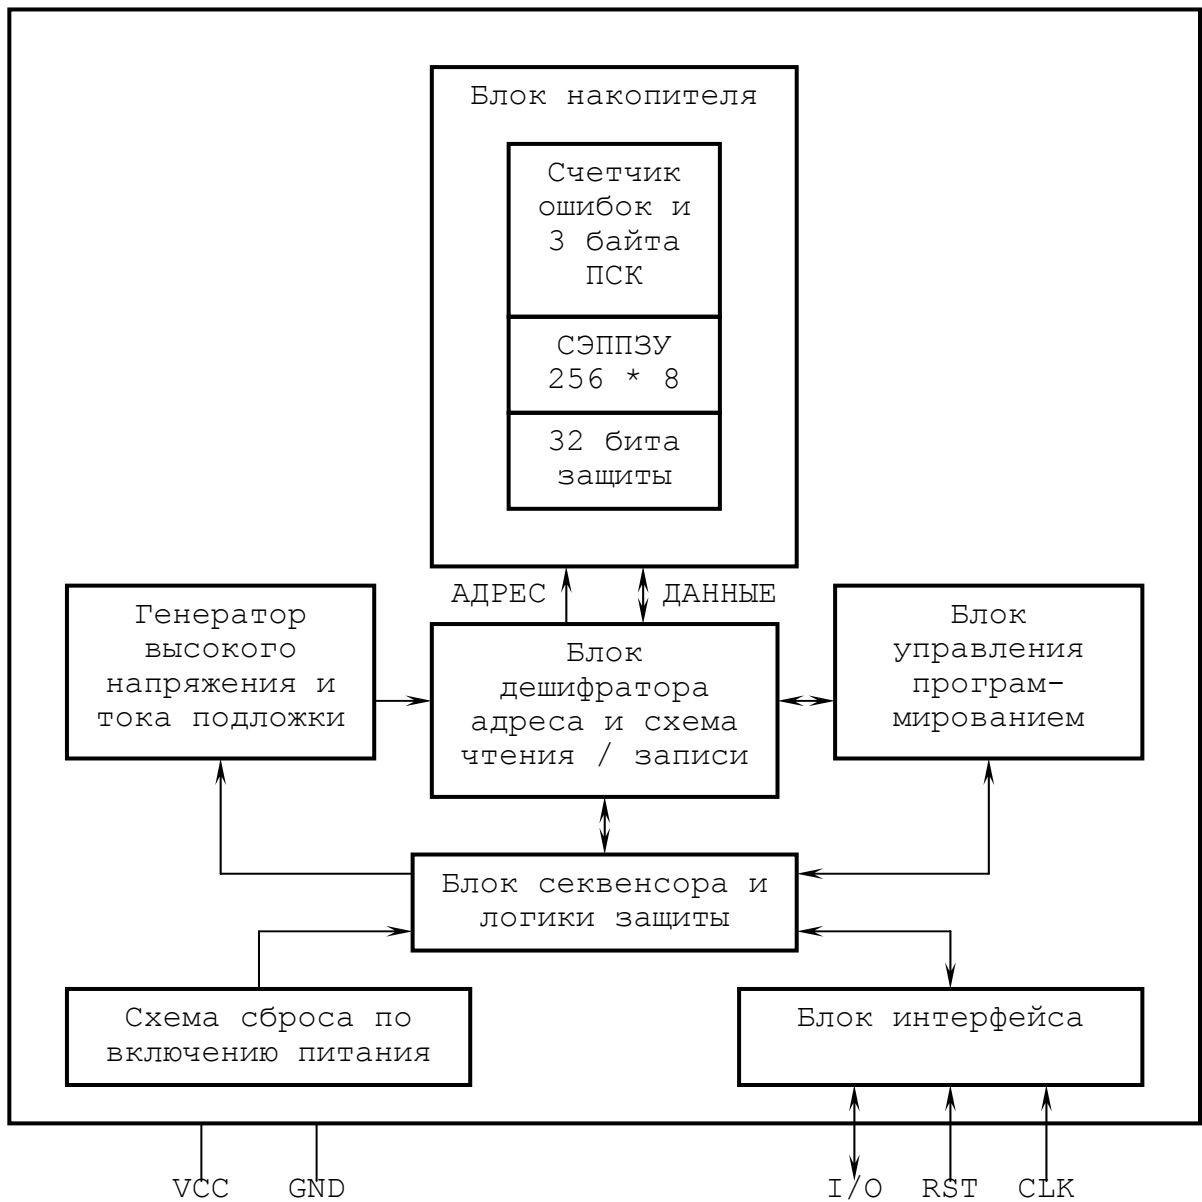 Блок накопителя
Счетчик
ошибок и
3 байта
ПСК
СЭППЗУ
256 * 8
32 бита
защиты
АДРЕС
ДАННЫЕ
Генератор
высокого
напряжения и
тока подложки
Блок
дешифратора
адреса и схема
чтения / записи
Блок
управления
програм-
мированием
Блок секвенсора и
логики защиты
Схема сброса по
включению питания
Блок интерфейса
VCC
GND
I/O
RST
CLK